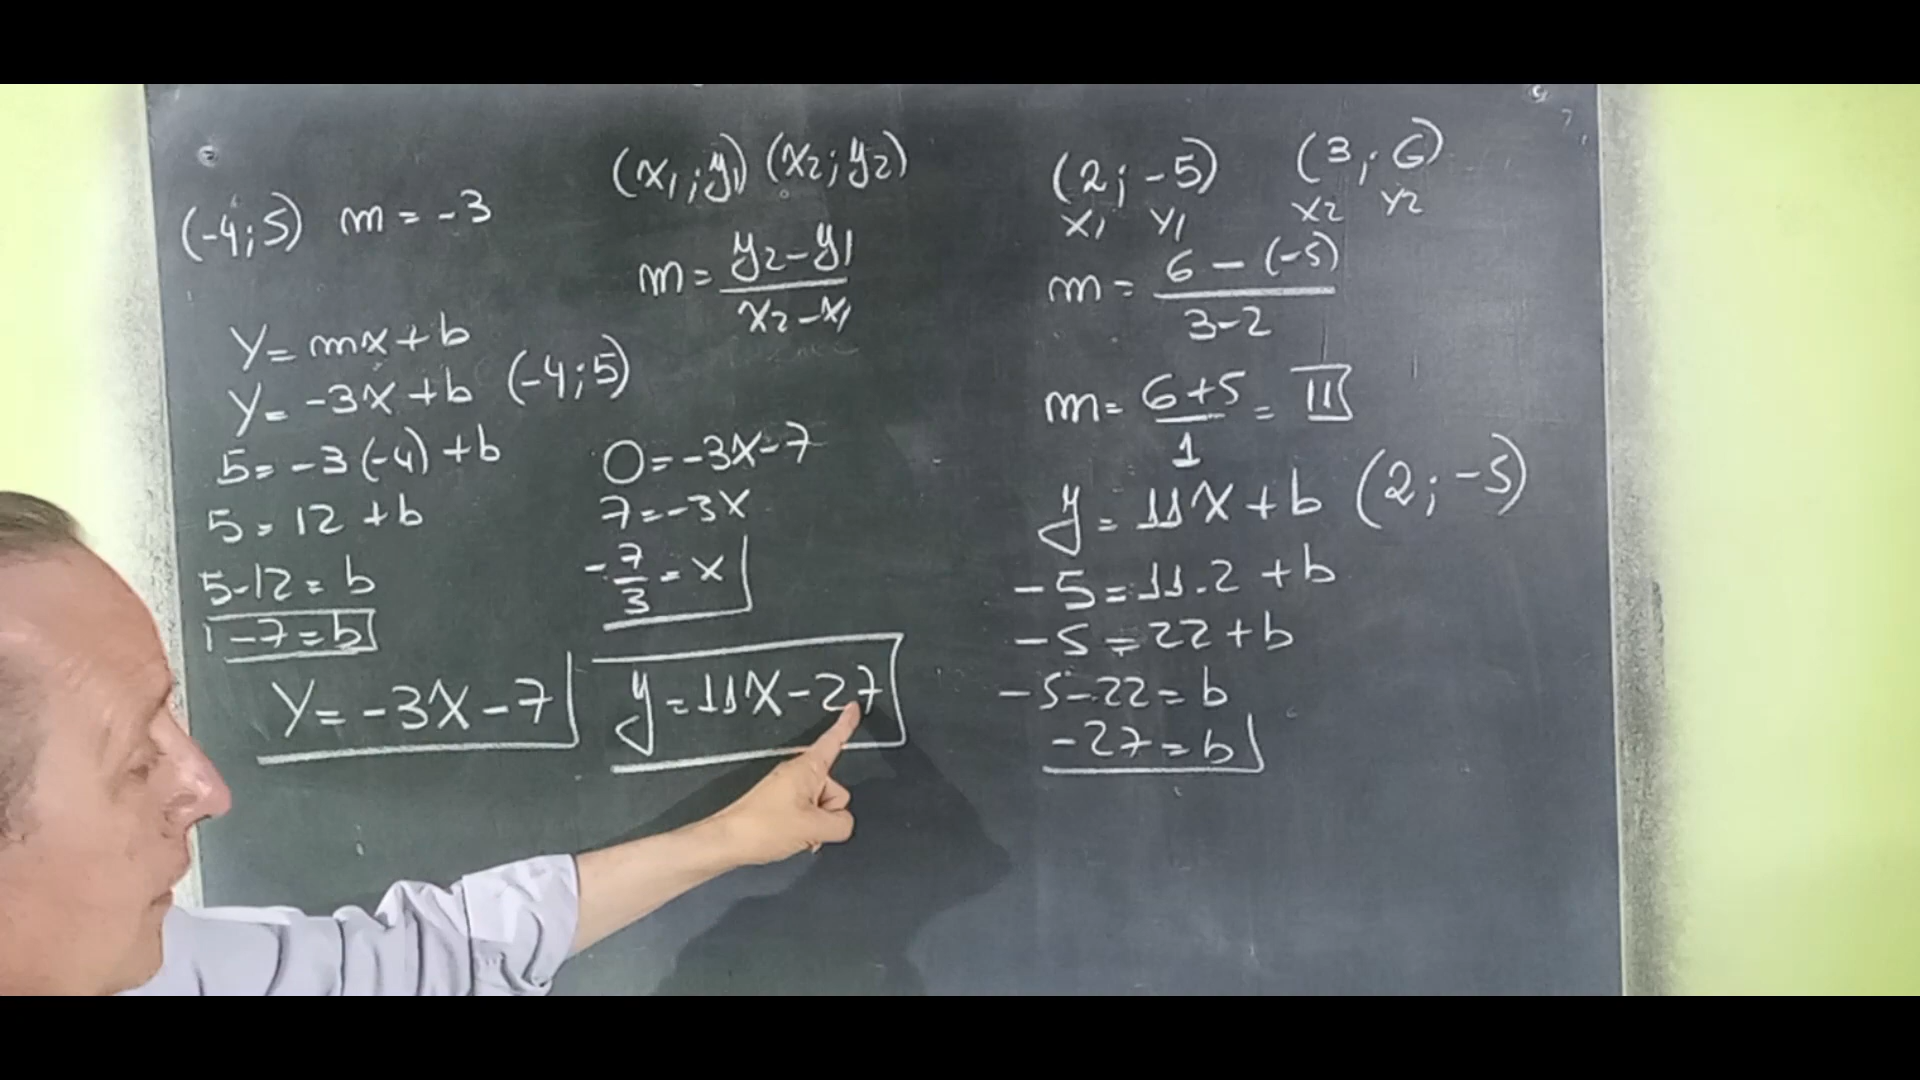 (-4;5) m = -3
Y = mx + b
Y = -3x + b (-4;5)
5 = -3(-4) + b
5 = 12 + b
5-12 = b
-7 = b
Y = -3x - 7
(x1;y1) (x2;y2)
m = y2-y1 / x2-x1
0 = -3x-7
7 = -3x
-7/3 = x
y = 11x - 27
(2;-5) (3;6)
x1 y1 x2 y2
m = 6-(-5) / 3-2
m = 6+5 / 1 = 11
y = 11x + b (2;-5)
-5 = 11.2 + b
-5 = 22 + b
-5-22 = b
-27 = b